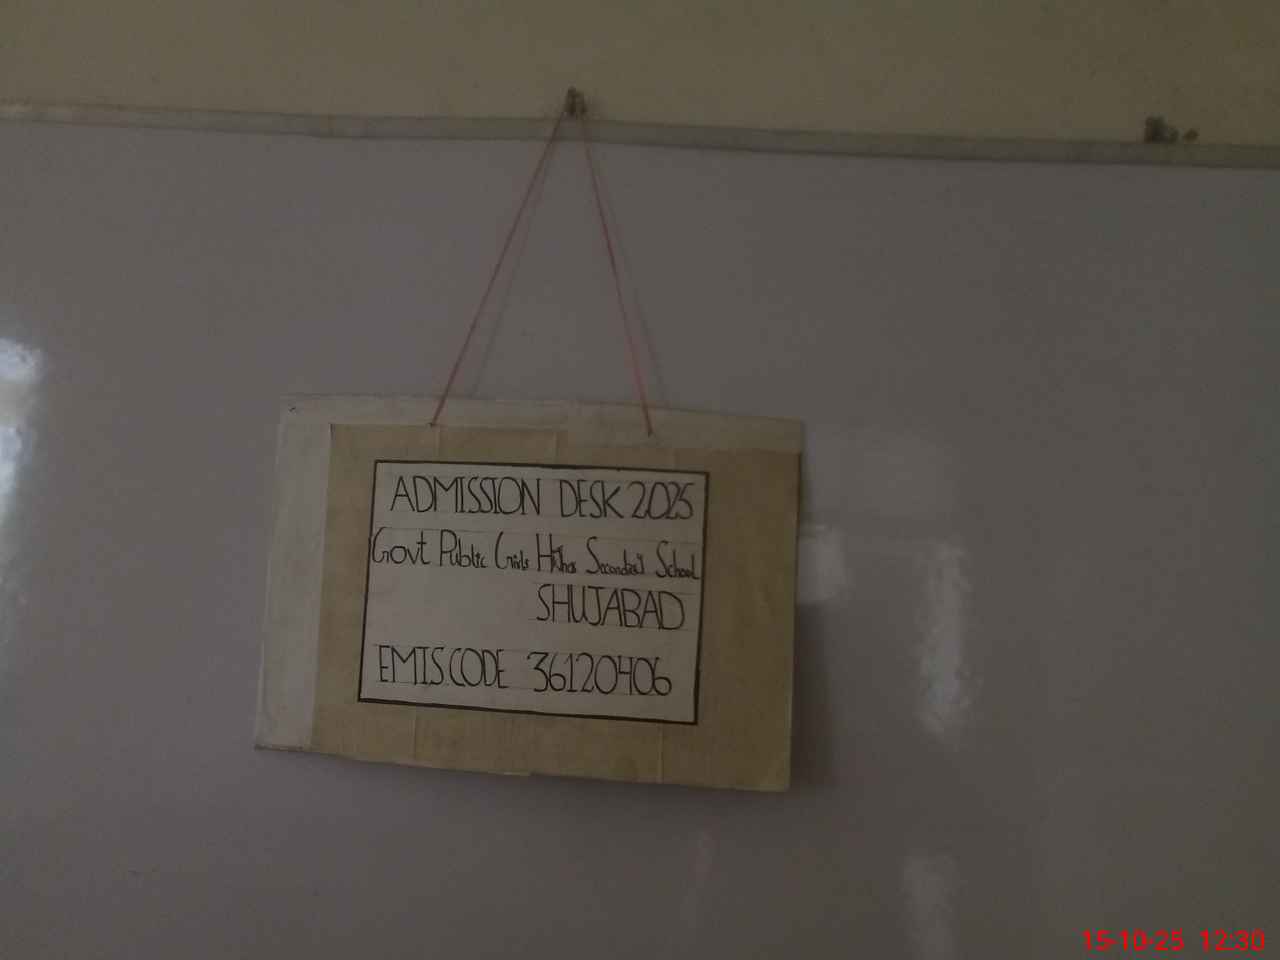 ADMISSION DESK 2025
Govt Public Girls Higher Secondary School
SHUJABAD
EMIS.CODE 36120406
15-10-25 12:30